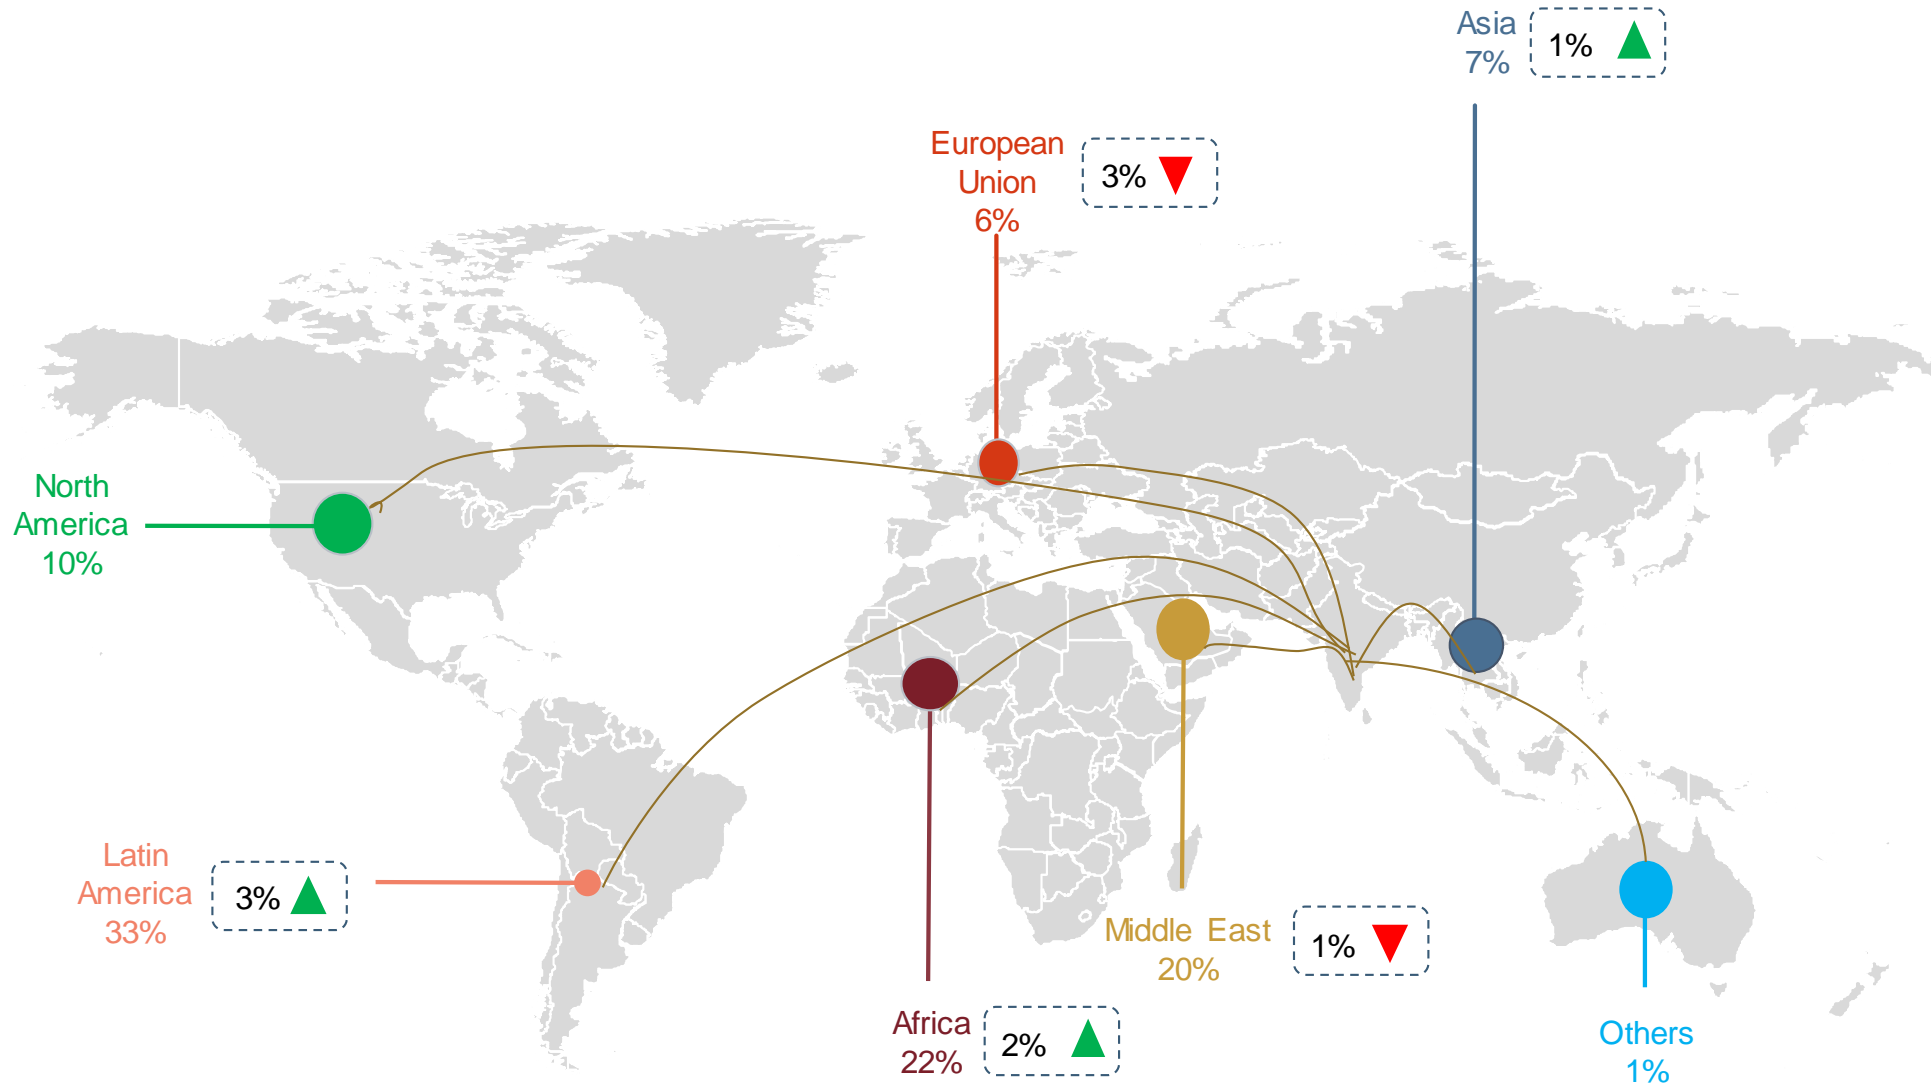 Asia
7%
1%
European
Union
6%
3%
North
America
10%
Latin
America
33%
3%
Middle East
20%
1%
Africa
22%
2%
Others
1%